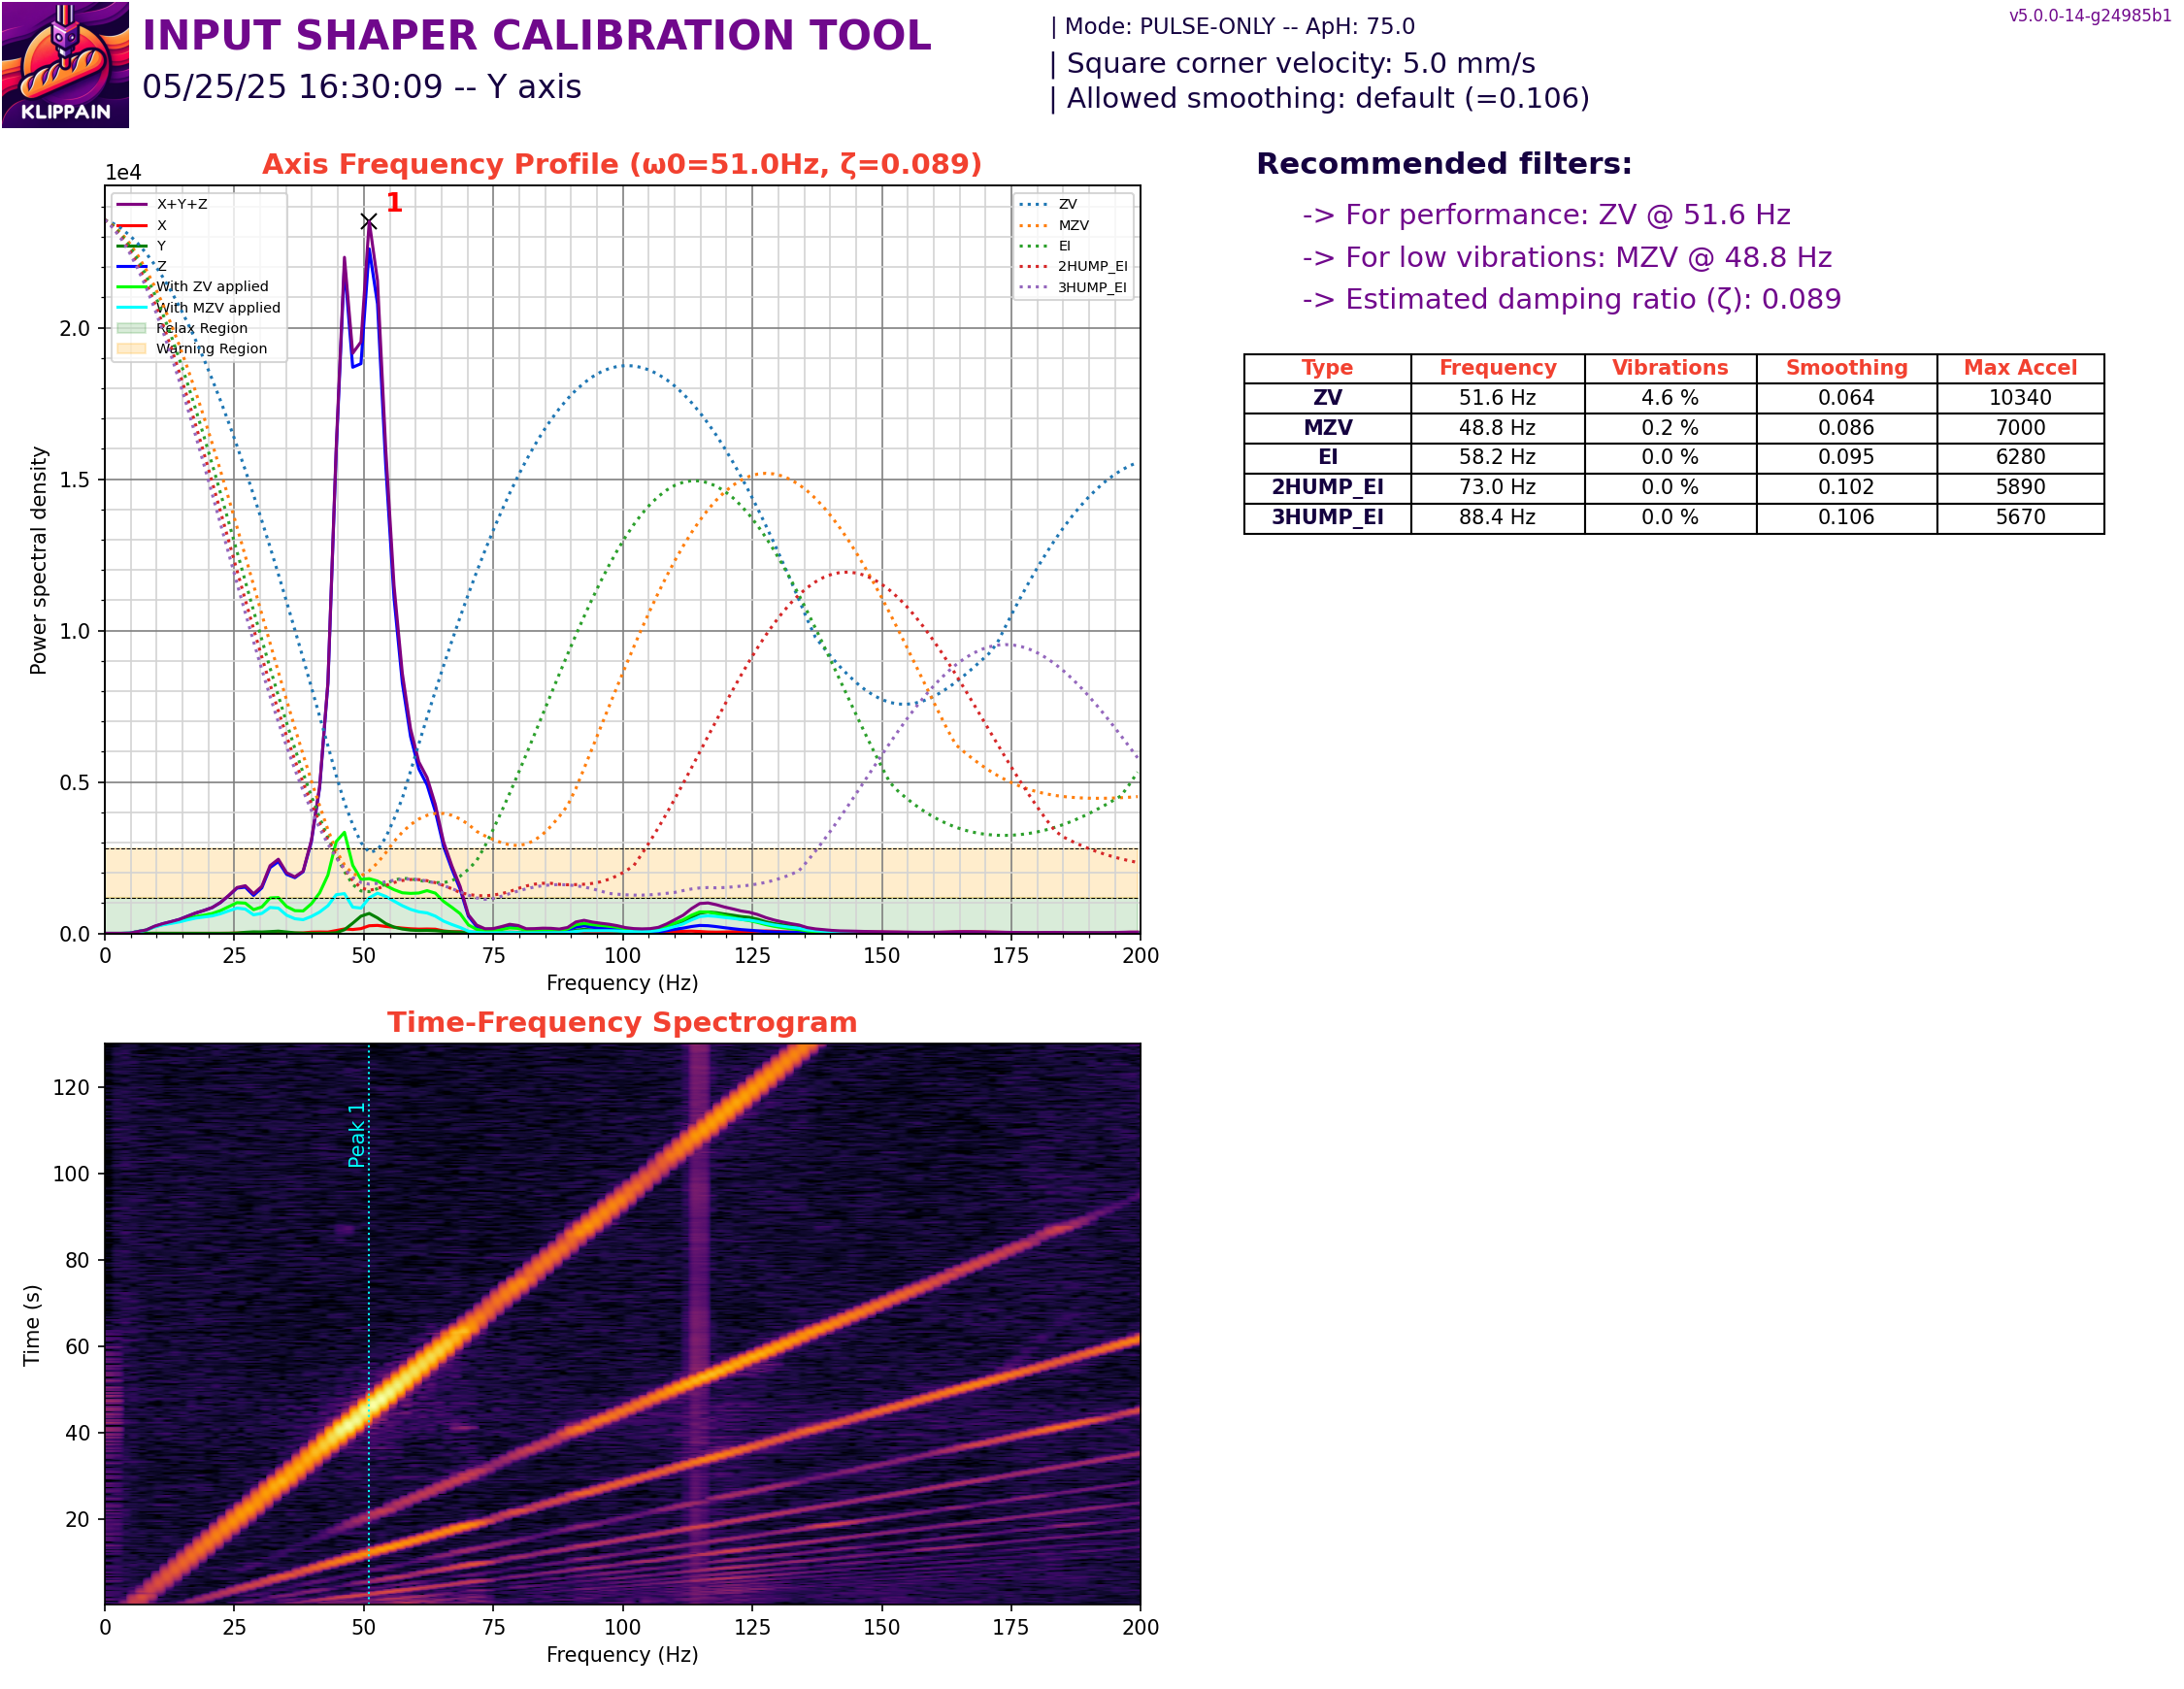 KLIPPAIN
INPUT SHAPER CALIBRATION TOOL
05/25/25 16:30:09 -- Y axis
| Mode: PULSE-ONLY -- ApH: 75.0
| Square corner velocity: 5.0 mm/s
| Allowed smoothing: default (=0.106)
v5.0.0-14-g24985b1
Axis Frequency Profile (ω0=51.0Hz, ζ=0.089)
1e4
X+Y+Z
X
Y
Z
With ZV applied
With MZV applied
Relax Region
Warning Region
1
ZV
MZV
EI
2HUMP_EI
3HUMP_EI
Power spectral density
2.0
1.5
1.0
0.5
0.0
0 25 50 75 100 125 150 175 200
Frequency (Hz)
Recommended filters:
-> For performance: ZV @ 51.6 Hz
-> For low vibrations: MZV @ 48.8 Hz
-> Estimated damping ratio (ζ): 0.089
Type Frequency Vibrations Smoothing Max Accel
ZV 51.6 Hz 4.6 % 0.064 10340
MZV 48.8 Hz 0.2 % 0.086 7000
EI 58.2 Hz 0.0 % 0.095 6280
2HUMP_EI 73.0 Hz 0.0 % 0.102 5890
3HUMP_EI 88.4 Hz 0.0 % 0.106 5670
Time-Frequency Spectrogram
Time (s)
120
100
80
60
40
20
Peak 1
0 25 50 75 100 125 150 175 200
Frequency (Hz)